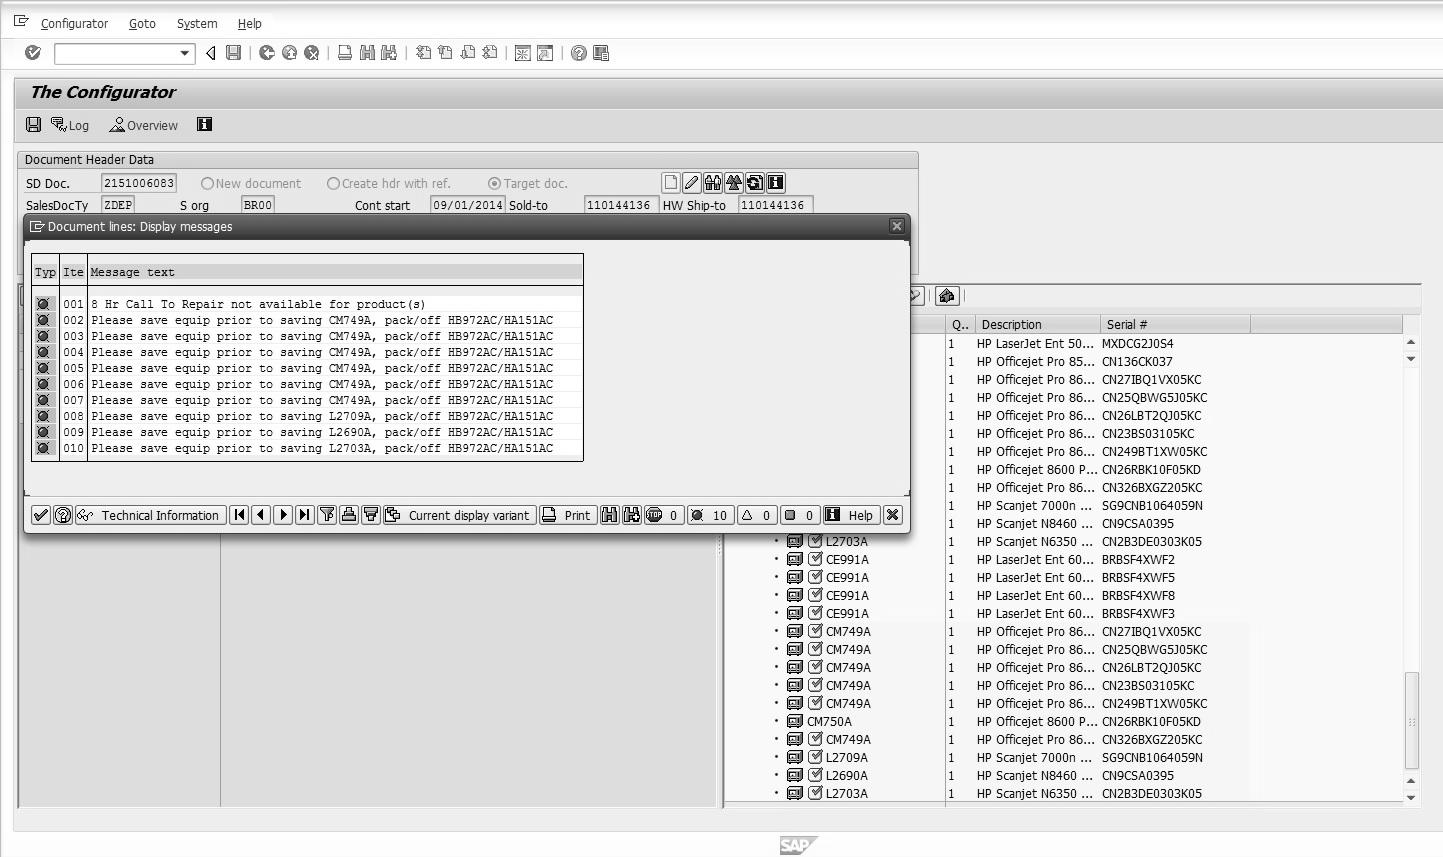 Configurator Goto System Help
The Configurator
Log Overview
Document Header Data
SD Doc. 2151006083 New document Create hdr with ref. Target doc.
SalesDocTy ZDEP S org BR00 Cont start 09/01/2014 Sold-to 110144136 HW Ship-to 110144136
Document lines: Display messages
Typ Ite Message text
001 8 Hr Call To Repair not available for product(s)
002 Please save equip prior to saving CM749A, pack/off HB972AC/HA151AC
003 Please save equip prior to saving CM749A, pack/off HB972AC/HA151AC
004 Please save equip prior to saving CM749A, pack/off HB972AC/HA151AC
005 Please save equip prior to saving CM749A, pack/off HB972AC/HA151AC
006 Please save equip prior to saving CM749A, pack/off HB972AC/HA151AC
007 Please save equip prior to saving CM749A, pack/off HB972AC/HA151AC
008 Please save equip prior to saving L2709A, pack/off HB972AC/HA151AC
009 Please save equip prior to saving L2690A, pack/off HB972AC/HA151AC
010 Please save equip prior to saving L2703A, pack/off HB972AC/HA151AC
Technical Information Current display variant Print STOP 0 10 0 0 Help
Q.. Description Serial #
1 HP LaserJet Ent 50... MXDCG2J0S4
1 HP Officejet Pro 85... CN136CK037
1 HP Officejet Pro 86... CN27IBQ1VX05KC
1 HP Officejet Pro 86... CN25QBWG5J05KC
1 HP Officejet Pro 86... CN26LBT2QJ05KC
1 HP Officejet Pro 86... CN23BS03105KC
1 HP Officejet Pro 86... CN249BT1XW05KC
1 HP Officejet 8600 P... CN26RBK10F05KD
1 HP Officejet Pro 86... CN326BXGZ205KC
1 HP Scanjet 7000n ... SG9CNB1064059N
1 HP Scanjet N8460 ... CN9CSA0395
L2703A 1 HP Scanjet N6350 ... CN2B3DE0303K05
CE991A 1 HP LaserJet Ent 60... BRBSF4XWF2
CE991A 1 HP LaserJet Ent 60... BRBSF4XWF5
CE991A 1 HP LaserJet Ent 60... BRBSF4XWF8
CE991A 1 HP LaserJet Ent 60... BRBSF4XWF3
CM749A 1 HP Officejet Pro 86... CN27IBQ1VX05KC
CM749A 1 HP Officejet Pro 86... CN25QBWG5J05KC
CM749A 1 HP Officejet Pro 86... CN26LBT2QJ05KC
CM749A 1 HP Officejet Pro 86... CN23BS03105KC
CM749A 1 HP Officejet Pro 86... CN249BT1XW05KC
CM750A 1 HP Officejet 8600 P... CN26RBK10F05KD
CM749A 1 HP Officejet Pro 86... CN326BXGZ205KC
L2709A 1 HP Scanjet 7000n ... SG9CNB1064059N
L2690A 1 HP Scanjet N8460 ... CN9CSA0395
L2703A 1 HP Scanjet N6350 ... CN2B3DE0303K05
SAP